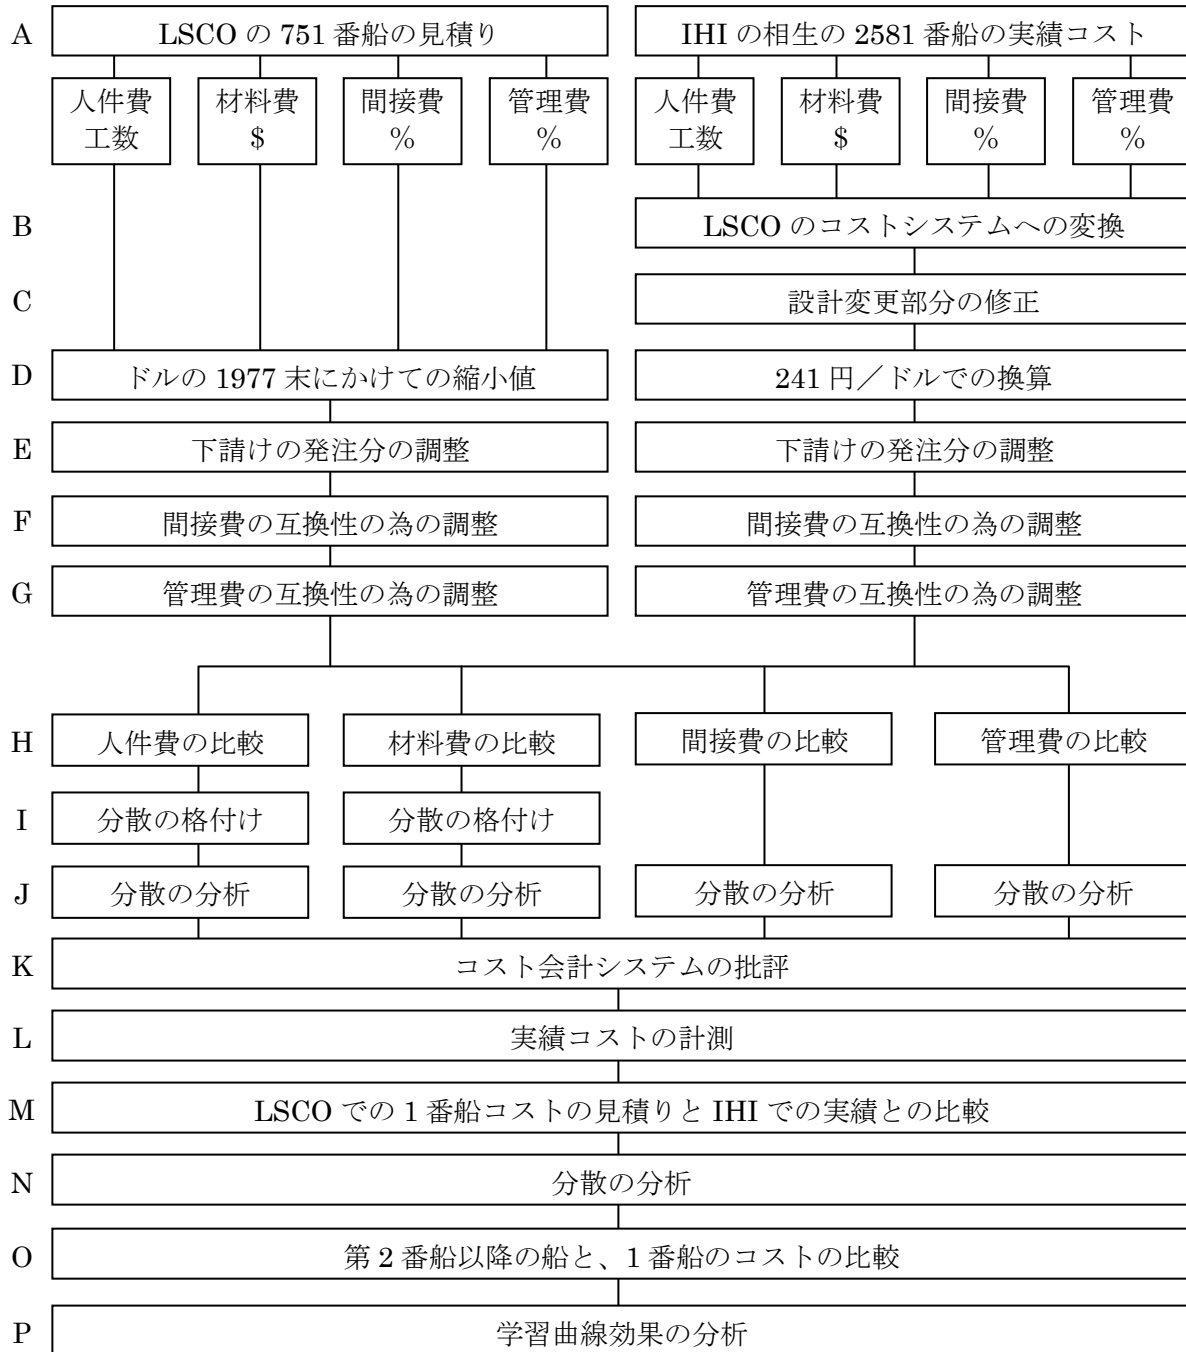 A
LSCO の 751 番船の見積り
IHI の相生の 2581 番船の実績コスト
人件費
工数
材料費
$
間接費
%
管理費
%
人件費
工数
材料費
$
間接費
%
管理費
%
B
LSCO のコストシステムへの変換
C
設計変更部分の修正
D
ドルの 1977 末にかけての縮小値
241 円／ドルでの換算
E
下請けの発注分の調整
下請けの発注分の調整
F
間接費の互換性の為の調整
間接費の互換性の為の調整
G
管理費の互換性の為の調整
管理費の互換性の為の調整
H
人件費の比較
材料費の比較
間接費の比較
管理費の比較
I
分散の格付け
分散の格付け
J
分散の分析
分散の分析
分散の分析
分散の分析
K
コスト会計システムの批評
L
実績コストの計測
M
LSCO での 1 番船コストの見積りと IHI での実績との比較
N
分散の分析
O
第 2 番船以降の船と、1 番船のコストの比較
P
学習曲線効果の分析